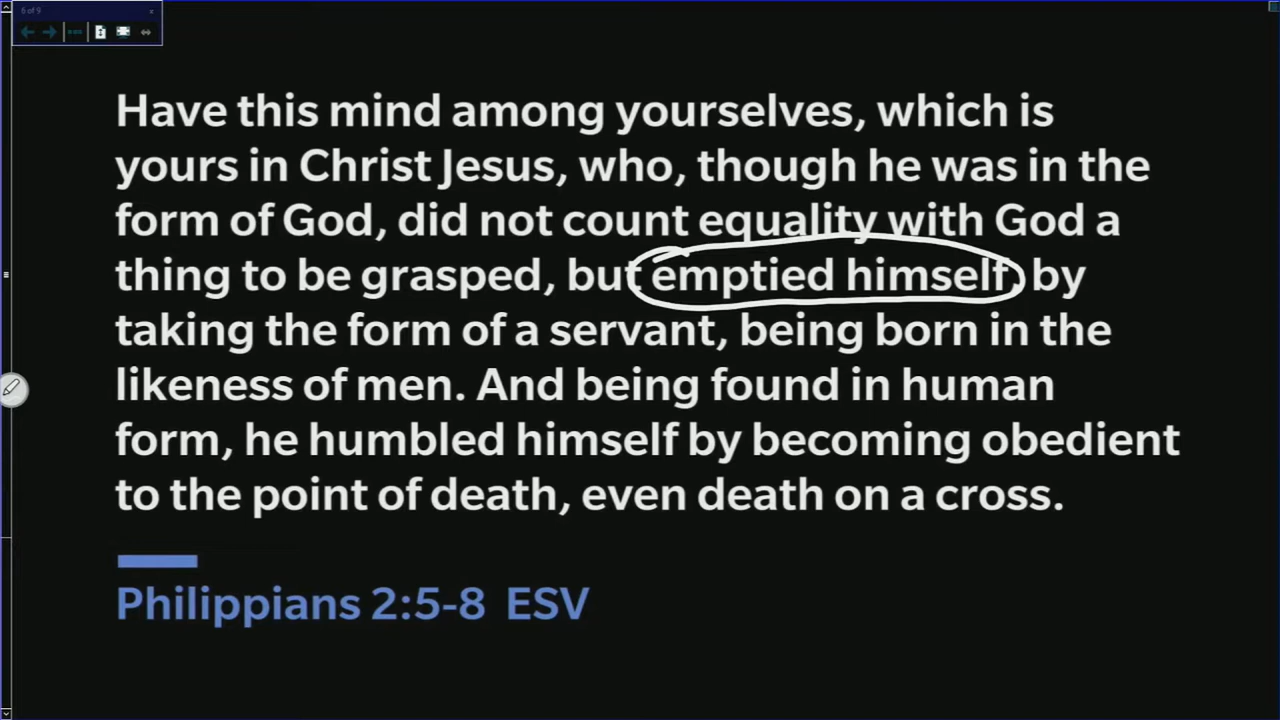 6 of 9
Have this mind among yourselves, which is
yours in Christ Jesus, who, though he was in the
form of God, did not count equality with God a
thing to be grasped, but emptied himself, by
taking the form of a servant, being born in the
likeness of men. And being found in human
form, he humbled himself by becoming obedient
to the point of death, even death on a cross.
Philippians 2:5-8 ESV